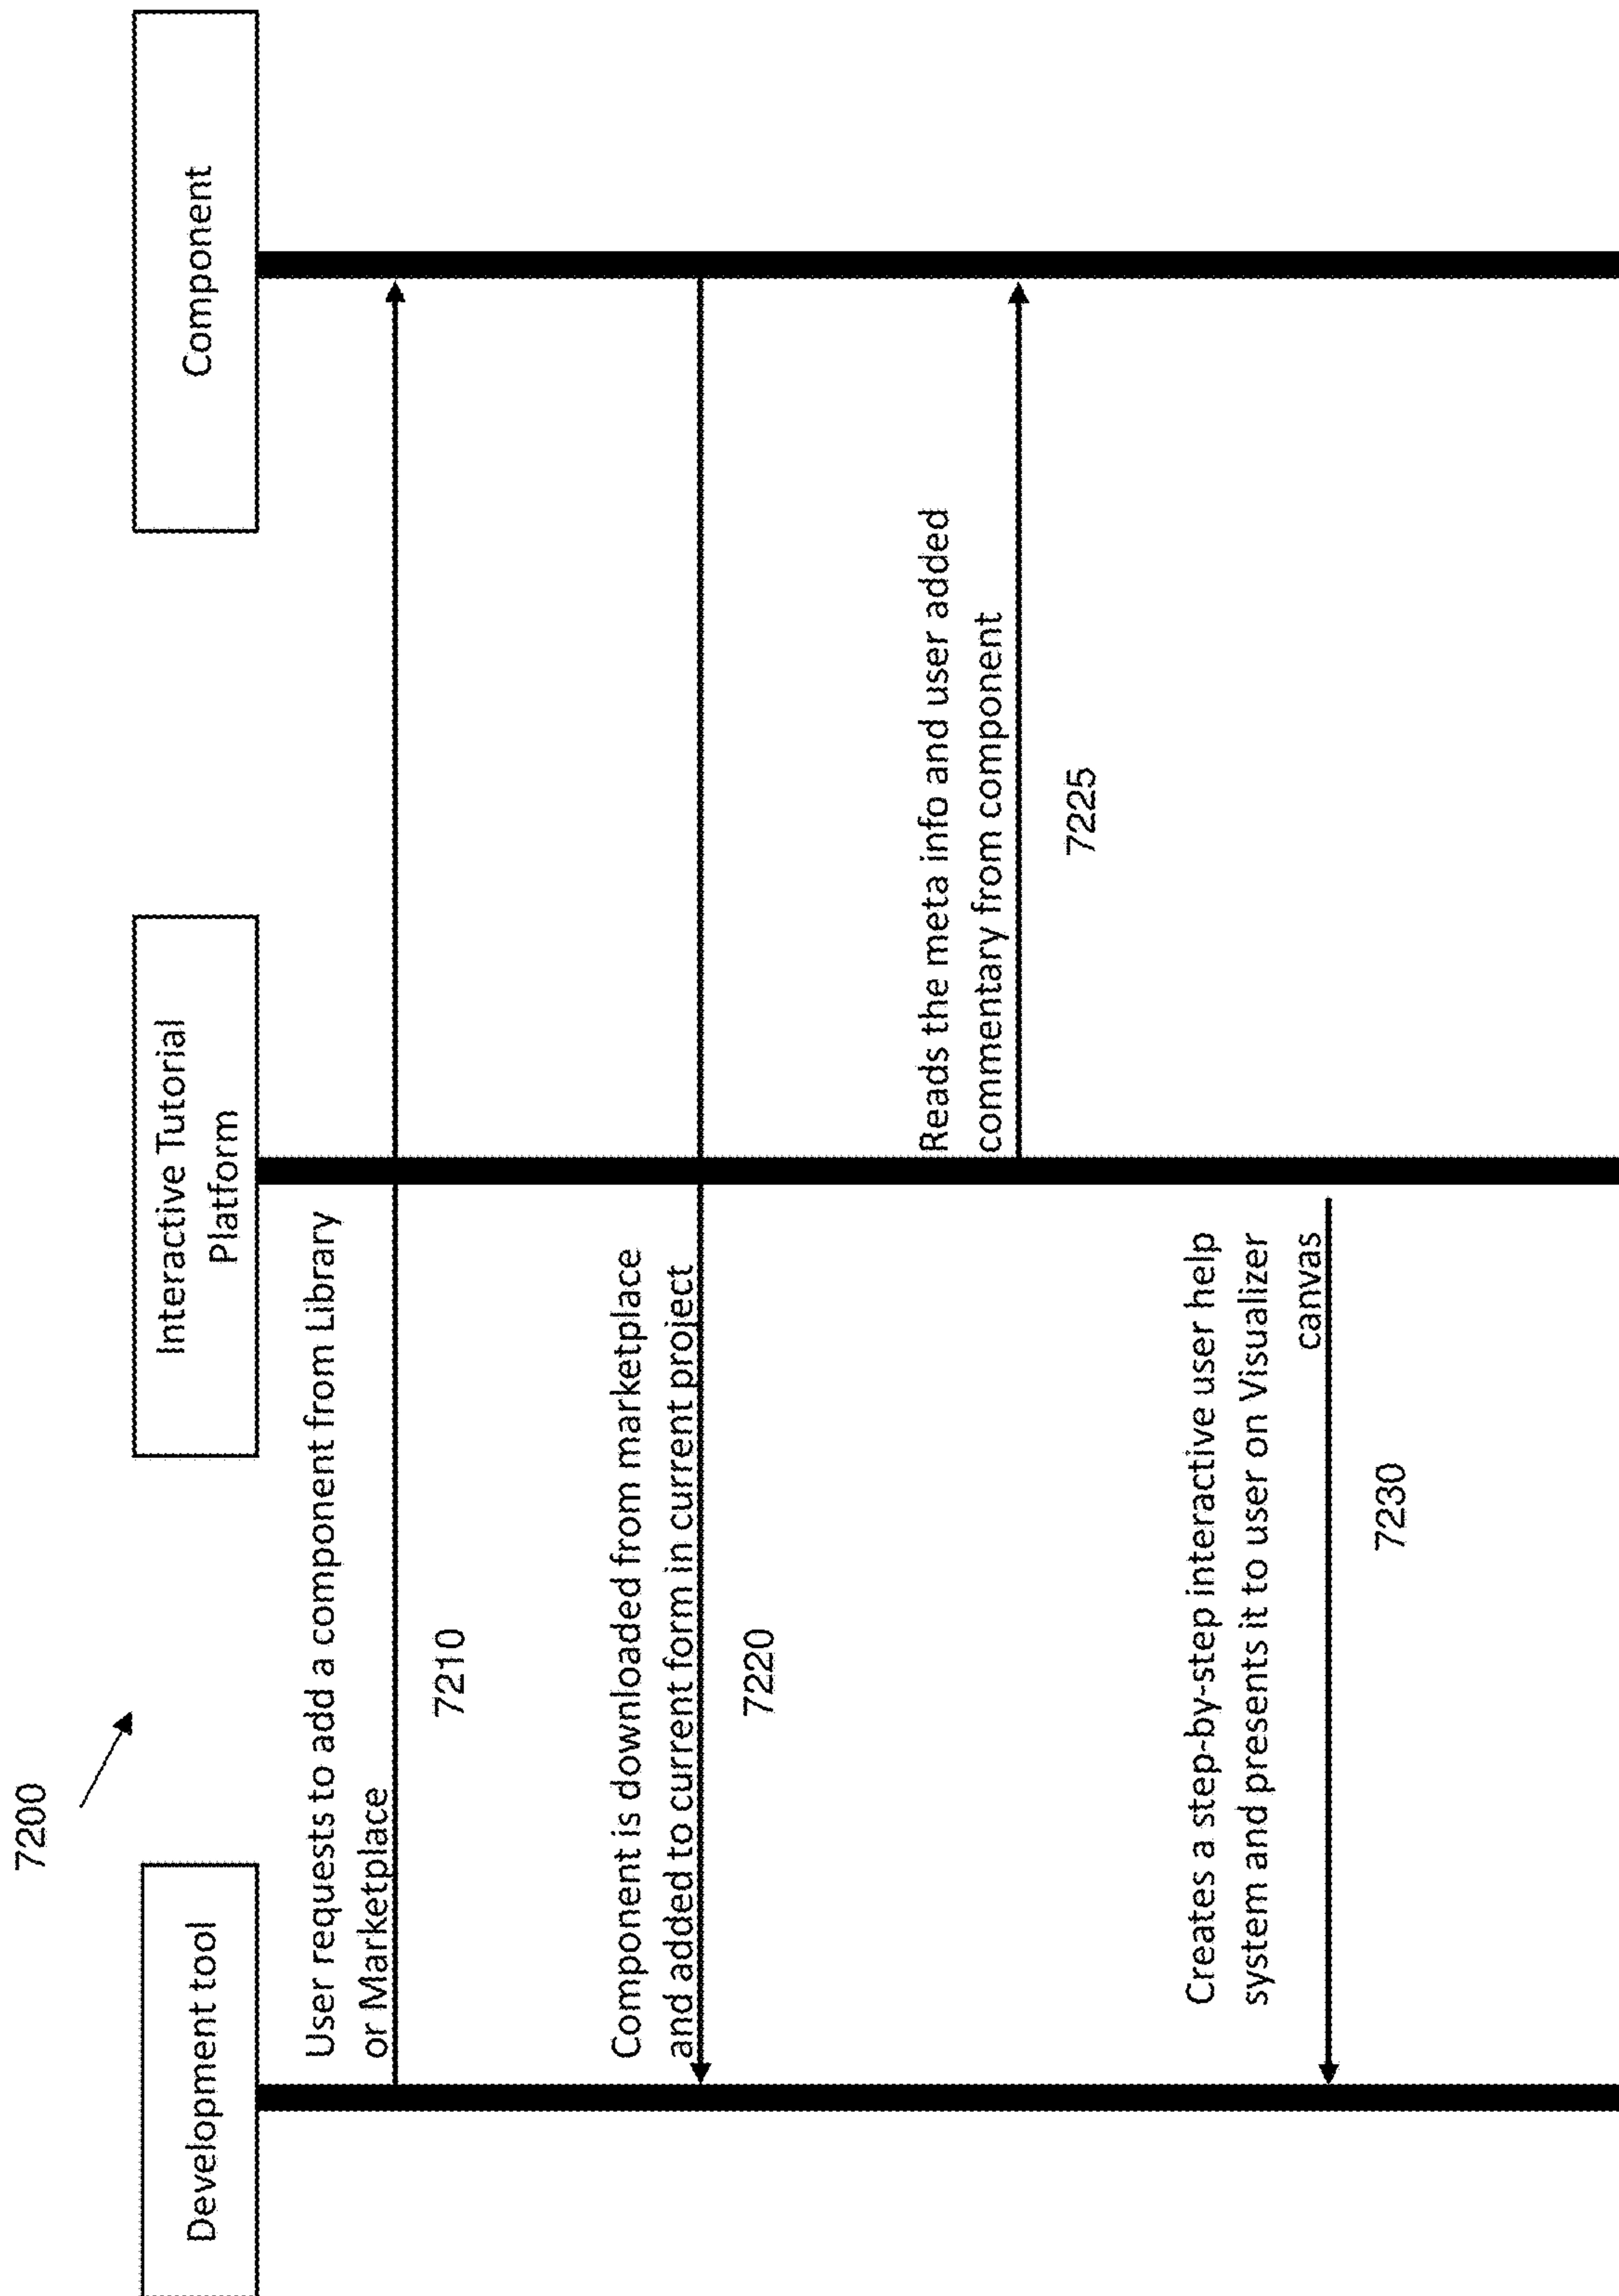 7200
Development tool
Interactive Tutorial
Platform
Component
User requests to add a component from Library
or Marketplace
7210
Component is downloaded from marketplace
and added to current form in current project
7220
Reads the meta info and user added
commentary from component
7225
Creates a step-by-step interactive user help
system and presents it to user on Visualizer
canvas
7230